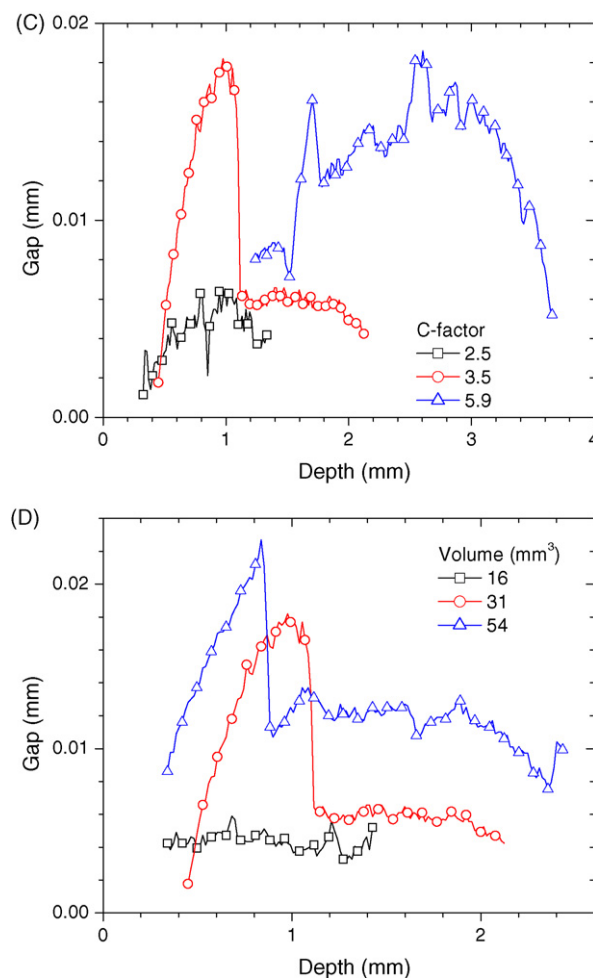 (C)
0.02
0.01
0.00
Gap (mm)
C-factor
2.5
3.5
5.9
0 1 2 3 4
Depth (mm)
(D)
0.02
0.01
0.00
Gap (mm)
Volume (mm³)
16
31
54
0 1 2
Depth (mm)